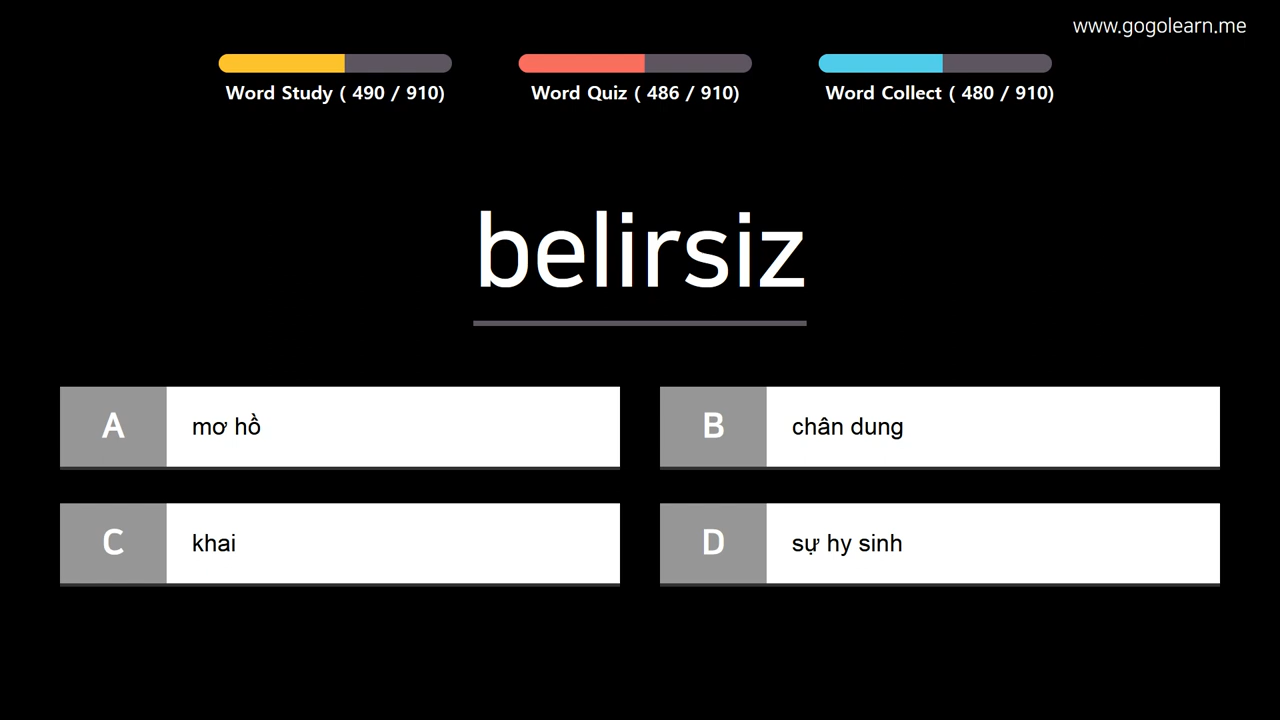 www.gogolearn.me
Word Study ( 490 / 910)
Word Quiz ( 486 / 910)
Word Collect ( 480 / 910)
belirsiz
A
mơ hồ
B
chân dung
C
khai
D
sự hy sinh